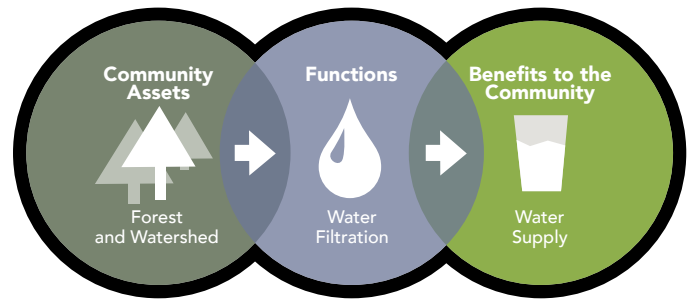 Community
Assets
Forest
and Watershed
Functions
Water
Filtration
Benefits to the
Community
Water
Supply